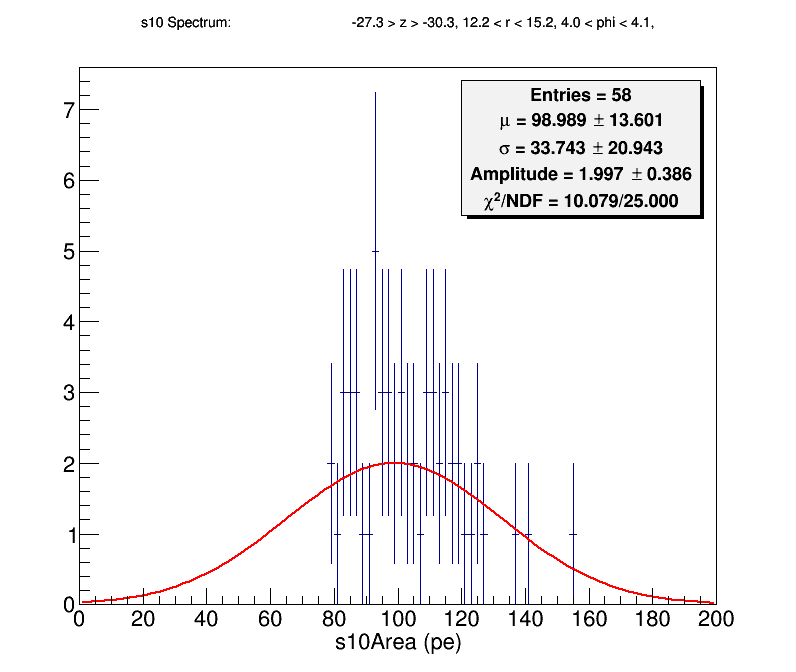 s10 Spectrum: -27.3 > z > -30.3, 12.2 < r < 15.2, 4.0 < phi < 4.1,
Entries = 58
μ = 98.989 ± 13.601
σ = 33.743 ± 20.943
Amplitude = 1.997 ± 0.386
χ²/NDF = 10.079/25.000
7
6
5
4
3
2
1
0
0 20 40 60 80 100 120 140 160 180 200
s10Area (pe)